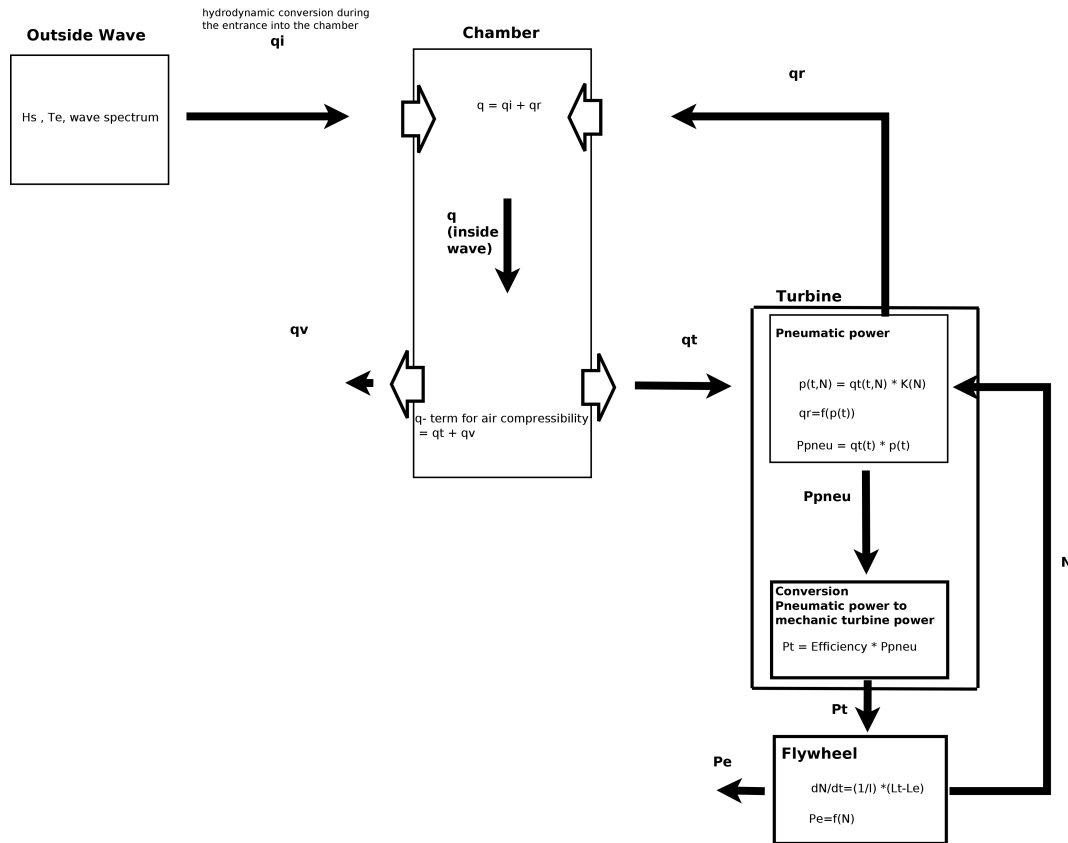 hydrodynamic conversion during
the entrance into the chamber
qi
Outside Wave
Hs , Te, wave spectrum
Chamber
q = qi + qr
qr
q
(inside
wave)
qv
qt
q- term for air compressibility
= qt + qv
Turbine
Pneumatic power
p(t,N) = qt(t,N) * K(N)
qr=f(p(t))
Ppneu = qt(t) * p(t)
Ppneu
N
Conversion
Pneumatic power to
mechanic turbine power
Pt = Efficiency * Ppneu
Pt
Pe
Flywheel
dN/dt=(1/I) *(Lt-Le)
Pe=f(N)